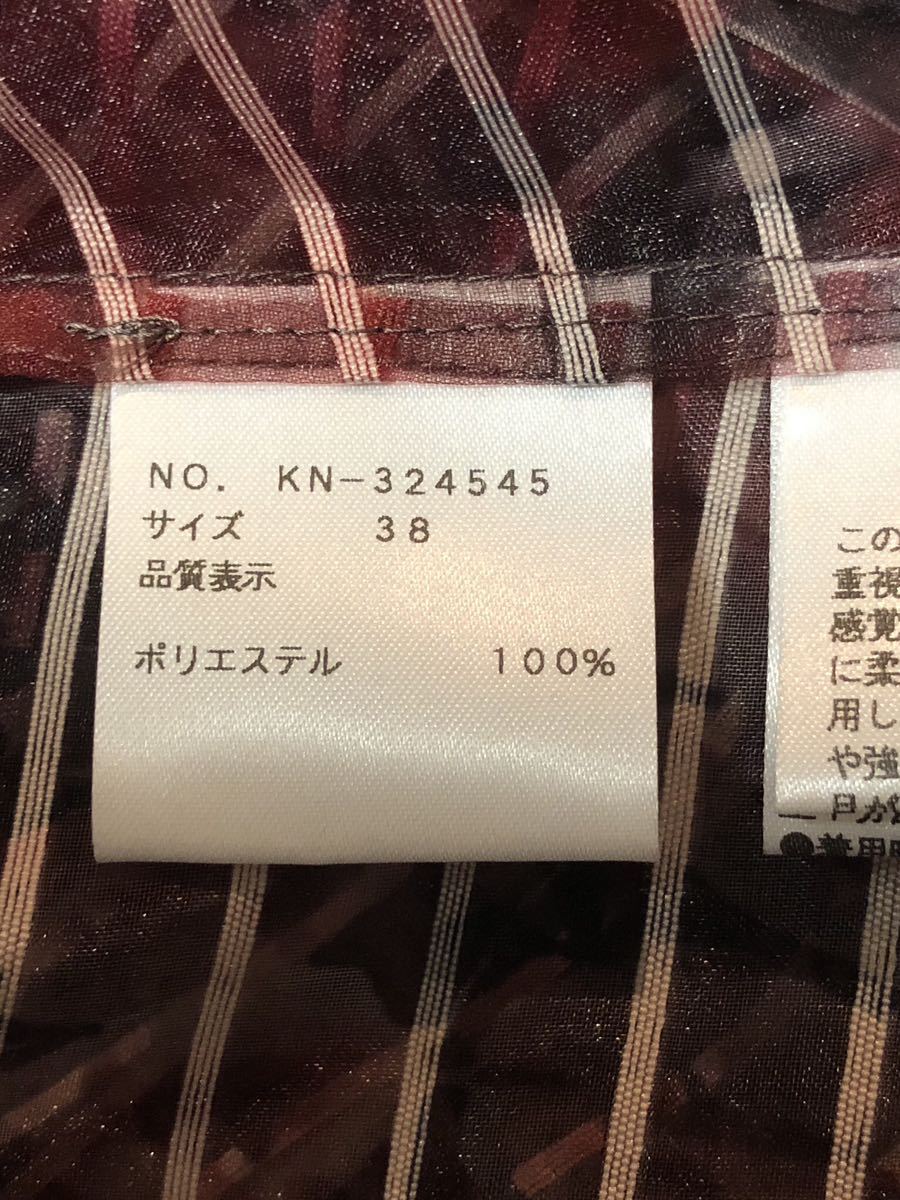 NO. KN-324545
サイズ 38
品質表示
ポリエステル 100%
この
重視
感覚
に柔
用し
や強